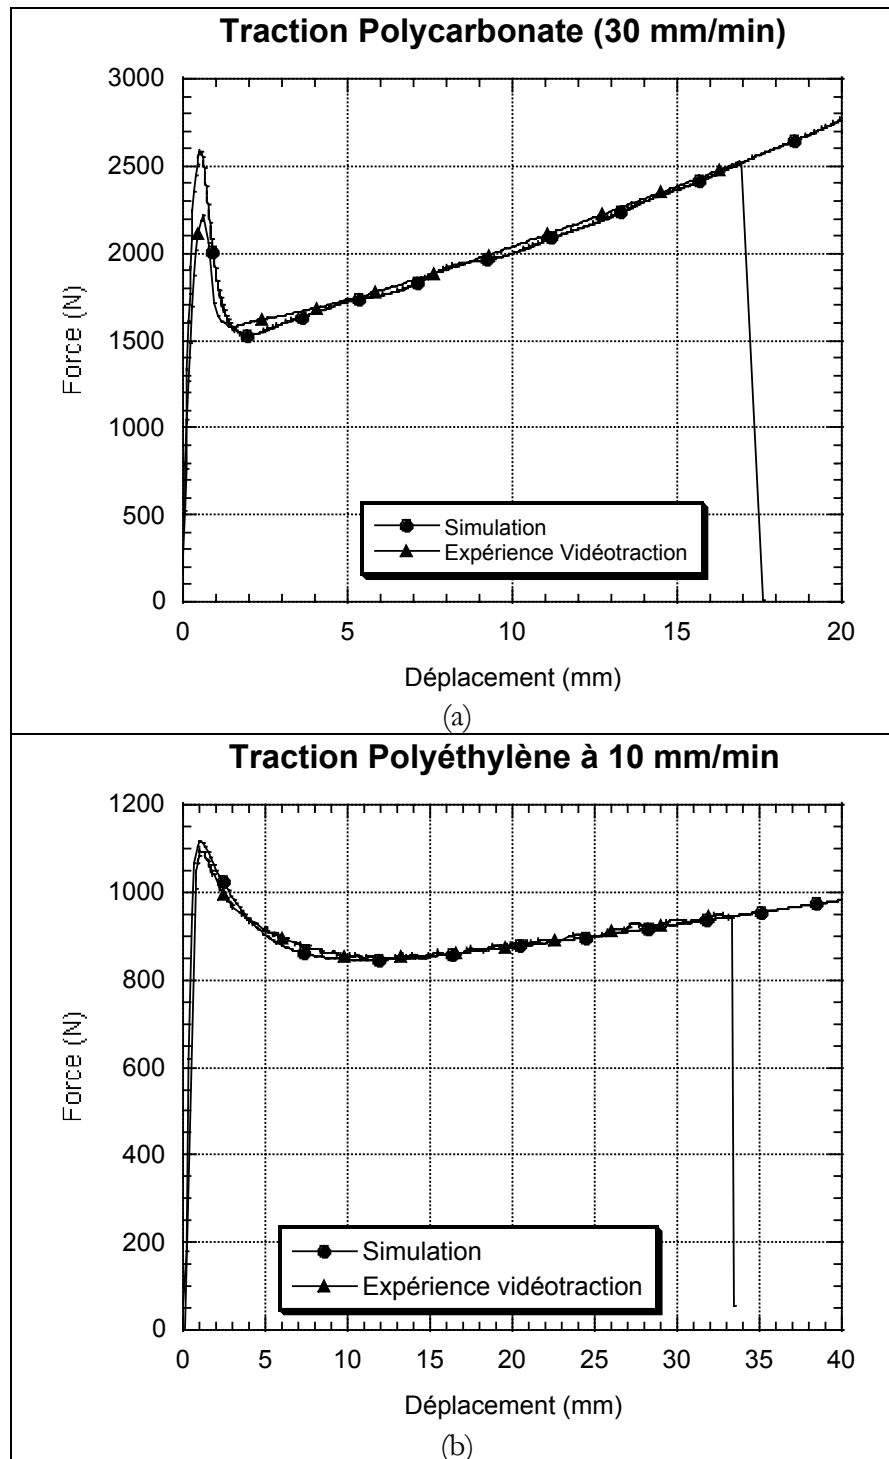 Traction Polycarbonate (30 mm/min)
3000
2500
2000
1500
1000
500
0
Force (N)
Simulation
Expérience Vidéotraction
0 5 10 15 20
Déplacement (mm)
(a)
Traction Polyéthylène à 10 mm/min
1200
1000
800
600
400
200
0
Force (N)
Simulation
Expérience vidéotraction
0 5 10 15 20 25 30 35 40
Déplacement (mm)
(b)